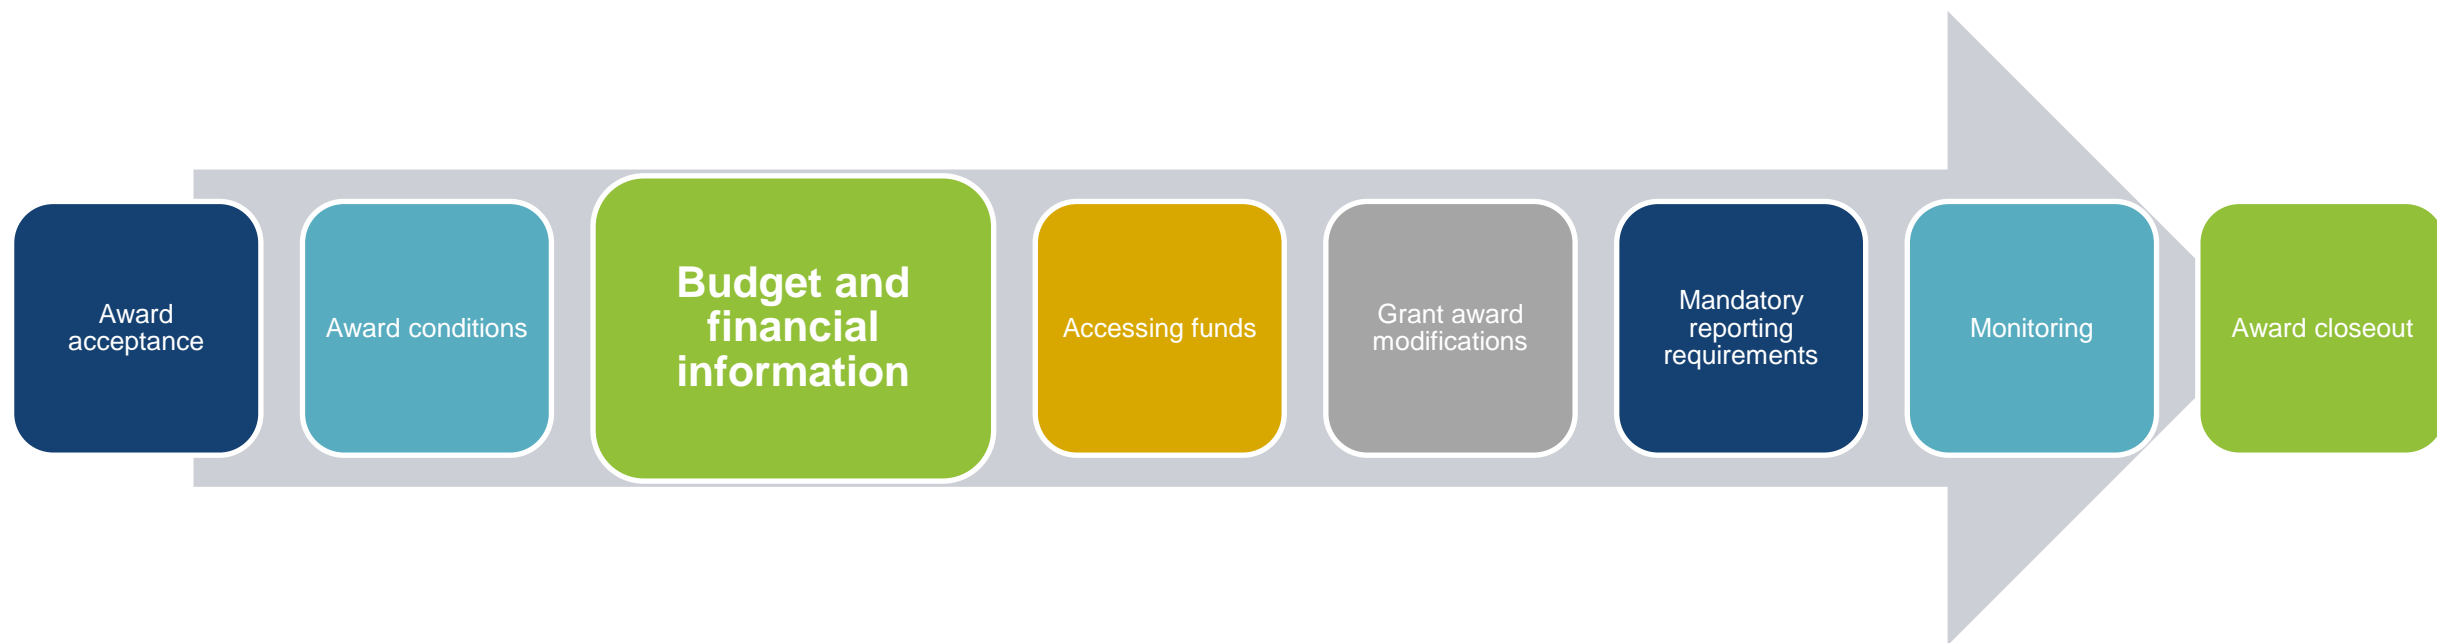 Award
acceptance
Award conditions
Budget and
financial
information
Accessing funds
Grant award
modifications
Mandatory
reporting
requirements
Monitoring
Award closeout